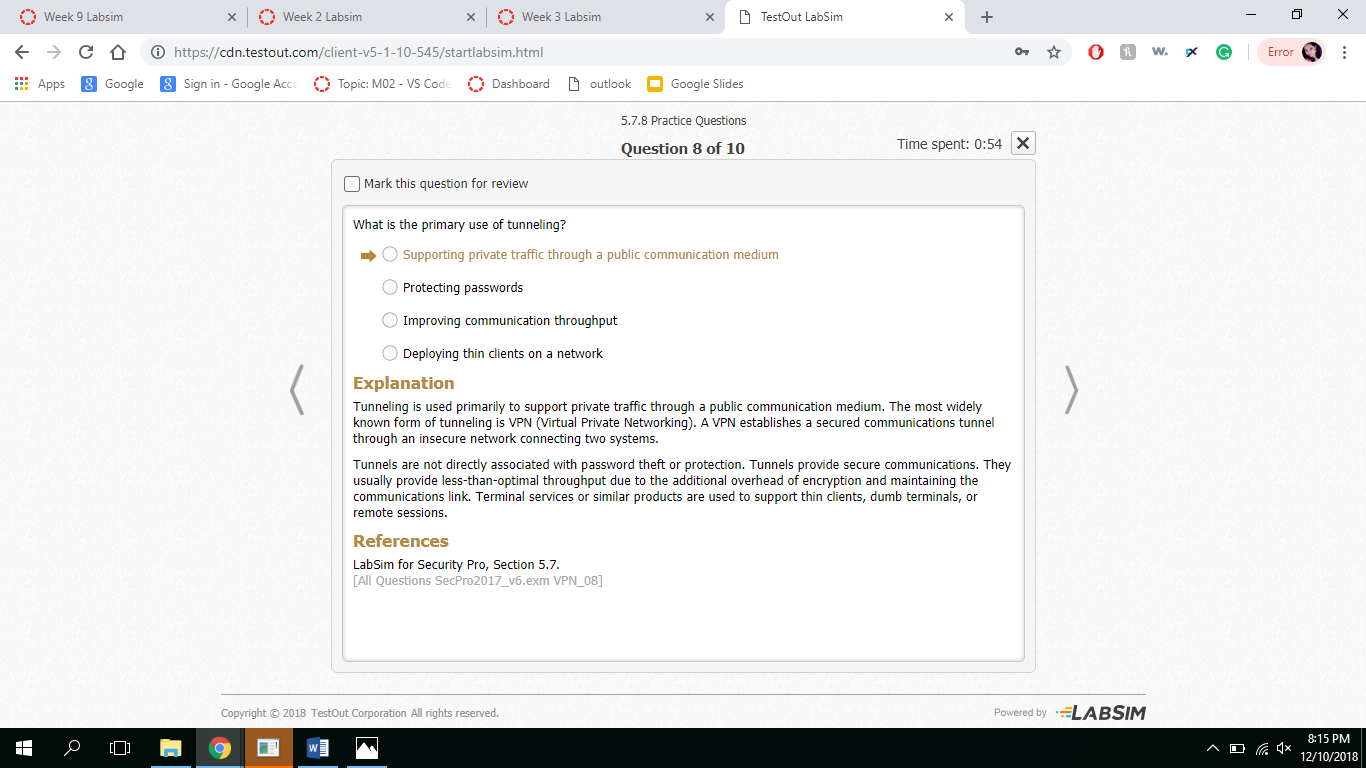 Week 9 Labsim
Week 2 Labsim
Week 3 Labsim
TestOut LabSim
https://cdn.testout.com/client-v5-1-10-545/startlabsim.html
Error
Apps
Google
Sign in - Google Acco
Topic: M02 - VS Code
Dashboard
outlook
Google Slides
5.7.8 Practice Questions
Question 8 of 10
Time spent: 0:54
Mark this question for review
What is the primary use of tunneling?
Supporting private traffic through a public communication medium
Protecting passwords
Improving communication throughput
Deploying thin clients on a network
Explanation
Tunneling is used primarily to support private traffic through a public communication medium. The most widely
known form of tunneling is VPN (Virtual Private Networking). A VPN establishes a secured communications tunnel
through an insecure network connecting two systems.
Tunnels are not directly associated with password theft or protection. Tunnels provide secure communications. They
usually provide less-than-optimal throughput due to the additional overhead of encryption and maintaining the
communications link. Terminal services or similar products are used to support thin clients, dumb terminals, or
remote sessions.
References
LabSim for Security Pro, Section 5.7.
[All Questions SecPro2017_v6.exm VPN_08]
Copyright © 2018 TestOut Corporation All rights reserved.
Powered by LABSIM
8:15 PM
12/10/2018